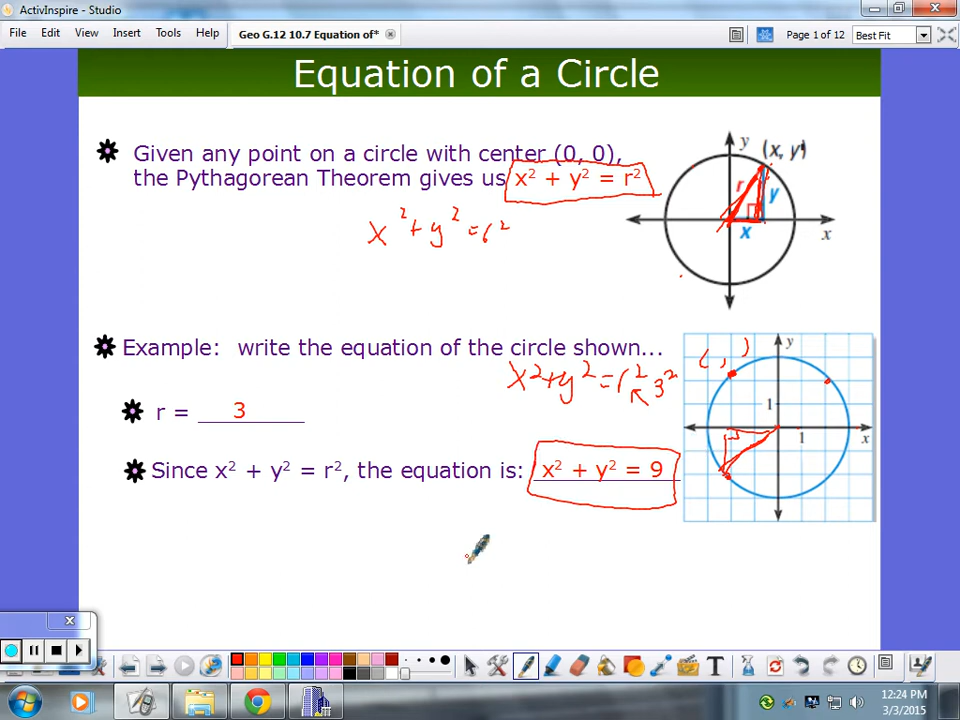 ActivInspire - Studio
File Edit View Insert Tools Help Geo G.12 10.7 Equation of* Page 1 of 12 Best Fit
Equation of a Circle
Given any point on a circle with center (0, 0),
the Pythagorean Theorem gives us x² + y² = r²
x² + y² = r²
y
(x, y)
r
y
x
x
Example: write the equation of the circle shown...
x² + y² = r² 3²
( , )
y
1
1
x
r = 3
Since x² + y² = r², the equation is: x² + y² = 9
T
12:24 PM
3/3/2015